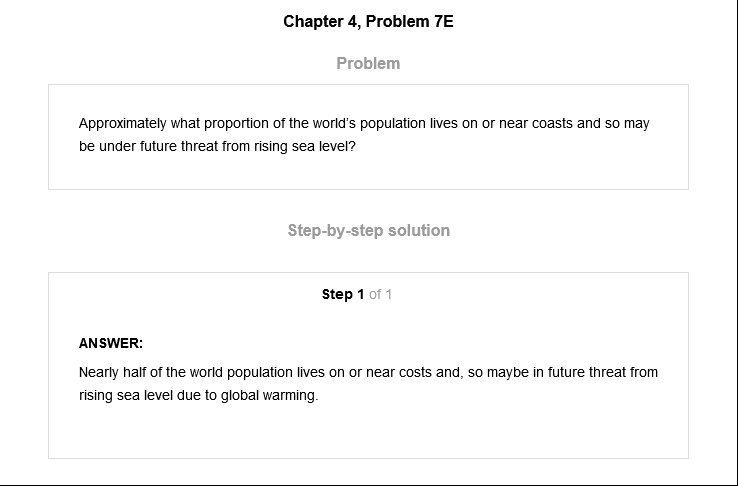 Chapter 4, Problem 7E
Problem
Approximately what proportion of the world's population lives on or near coasts and so may
be under future threat from rising sea level?
Step-by-step solution
Step 1 of 1
ANSWER:
Nearly half of the world population lives on or near costs and, so maybe in future threat from
rising sea level due to global warming.